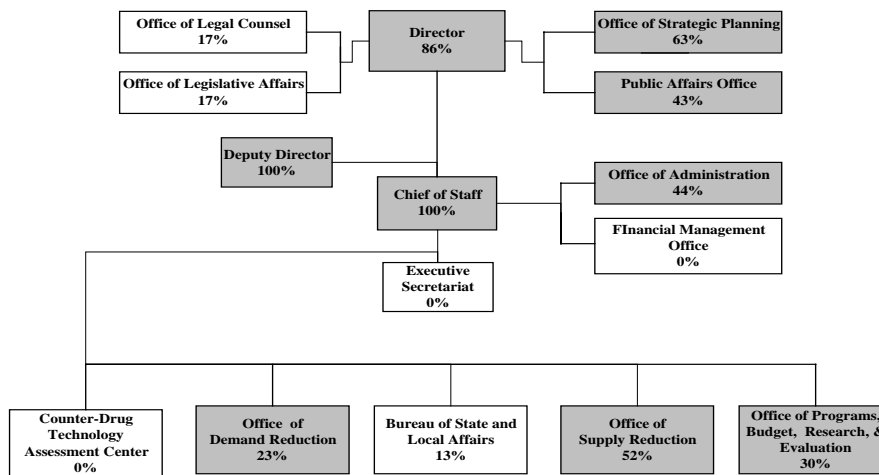 Office of Legal Counsel
17%
Director
86%
Office of Strategic Planning
63%
Office of Legislative Affairs
17%
Public Affairs Office
43%
Deputy Director
100%
Chief of Staff
100%
Office of Administration
44%
FInancial Management
Office
0%
Executive
Secretariat
0%
Counter-Drug
Technology
Assessment Center
0%
Office of
Demand Reduction
23%
Bureau of State and
Local Affairs
13%
Office of
Supply Reduction
52%
Office of Programs,
Budget, Research, &
Evaluation
30%